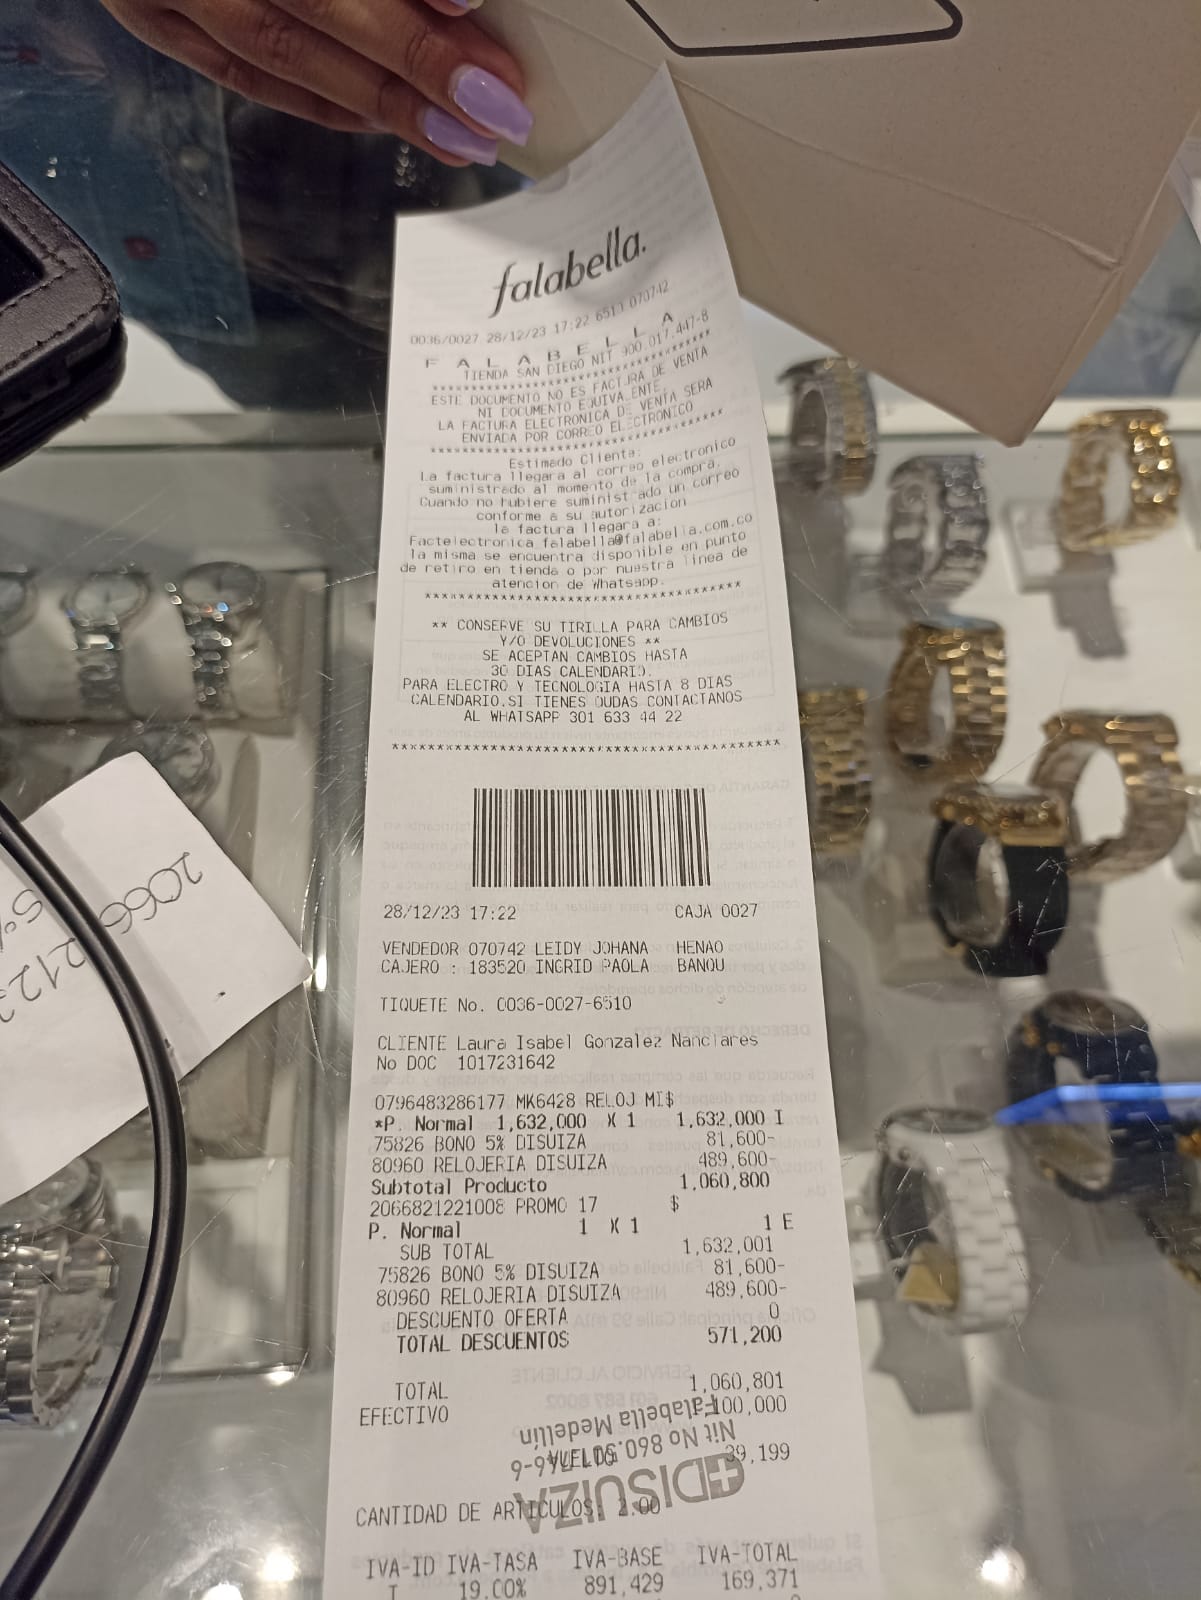 falabella.
0036/0027 28/12/23 17:22 6510 070742
F A L A B E L L A
TIENDA SAN DIEGO NIT 900.017.447-8
****************************************
ESTE DOCUMENTO NO ES FACTURA DE VENTA
NI DOCUMENTO EQUIVALENTE.
LA FACTURA ELECTRONICA DE VENTA SERA
ENVIADA POR CORREO ELECTRONICO
****************************************
Estimado Cliente:
La factura llegara al correo electronico
suministrado al momento de la compra.
Cuando no hubiere suministrado un correo
conforme a su autorizacion
la factura llegara a:
Factelectronica_falabella@falabella.com.co
la misma se encuentra disponible en punto
de retiro en tienda o por nuestra linea de
atencion de Whatsapp.
****************************************
** CONSERVE SU TIRILLA PARA CAMBIOS
Y/O DEVOLUCIONES **
SE ACEPTAN CAMBIOS HASTA
30 DIAS CALENDARIO.
PARA ELECTRO Y TECNOLOGIA HASTA 8 DIAS
CALENDARIO.SI TIENES DUDAS CONTACTANOS
AL WHATSAPP 301 633 44 22
****************************************
28/12/23 17:22 CAJA 0027
VENDEDOR 070742 LEIDY JOHANA HENAO
CAJERO : 183520 INGRID PAOLA BANQU
TIQUETE No. 0036-0027-6510
CLIENTE Laura Isabel Gonzalez Nanclares
No DOC 1017231642
0796483286177 MK6428 RELOJ MI$
*P. Normal 1,632,000 X 1 1,632,000 I
75826 BONO 5% DISUIZA 81,600-
80960 RELOJERIA DISUIZA 489,600-
Subtotal Producto 1,060,800
2066821221008 PROMO 17 $
P. Normal 1 X 1 1 E
SUB TOTAL 1,632,001
75826 BONO 5% DISUIZA 81,600-
80960 RELOJERIA DISUIZA 489,600-
DESCUENTO OFERTA 0
TOTAL DESCUENTOS 571,200
TOTAL 1,060,801
EFECTIVO 1,100,000
VUELTO 39,199
DISUIZA
Nit No 860.
Falabella Medellín
CANTIDAD DE ARTICULOS: 2.00
IVA-ID IVA-TASA IVA-BASE IVA-TOTAL
I 19.00% 891,429 169,371